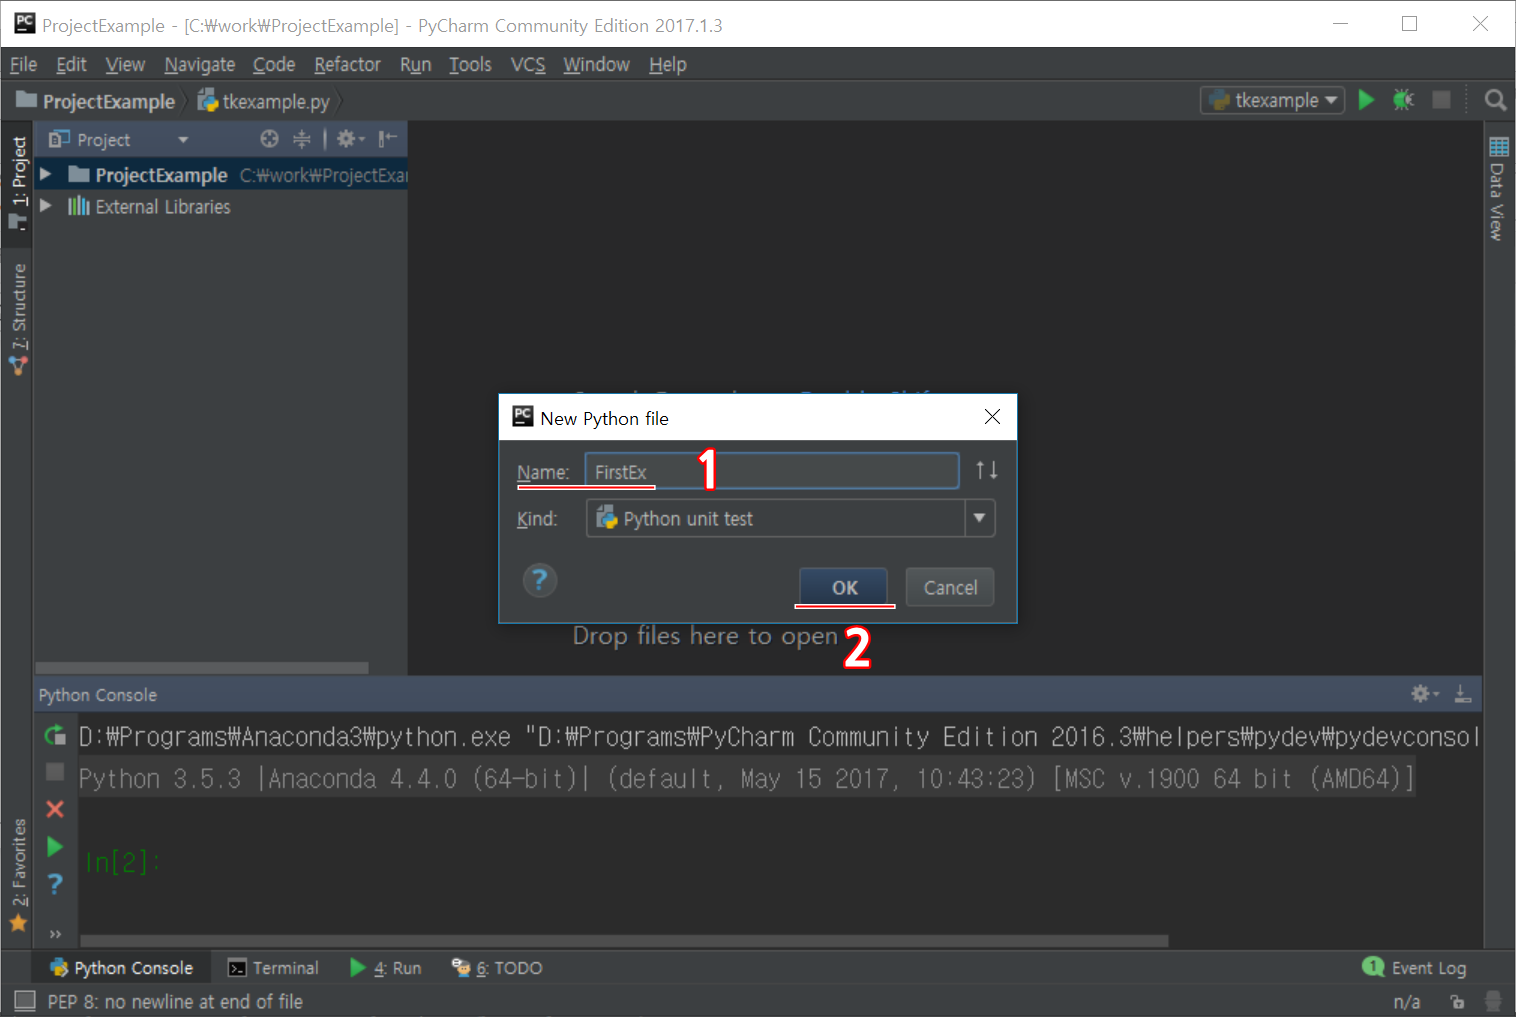 ProjectExample - [C:₩work₩ProjectExample] - PyCharm Community Edition 2017.1.3
File Edit View Navigate Code Refactor Run Tools VCS Window Help
ProjectExample tkexample.py tkexample
1: Project
Project
ProjectExample C:₩work₩ProjectExa
External Libraries
7: Structure
Data View
New Python file
Name: FirstEx 1
Kind: Python unit test
? OK Cancel
Drop files here to open 2
Python Console
D:₩Programs₩Anaconda3₩python.exe "D:₩Programs₩PyCharm Community Edition 2016.3₩helpers₩pydev₩pydevconsol
Python 3.5.3 |Anaconda 4.4.0 (64-bit)| (default, May 15 2017, 10:43:23) [MSC v.1900 64 bit (AMD64)]
In[2]:
2: Favorites
Python Console Terminal 4: Run 6: TODO 1 Event Log
PEP 8: no newline at end of file n/a